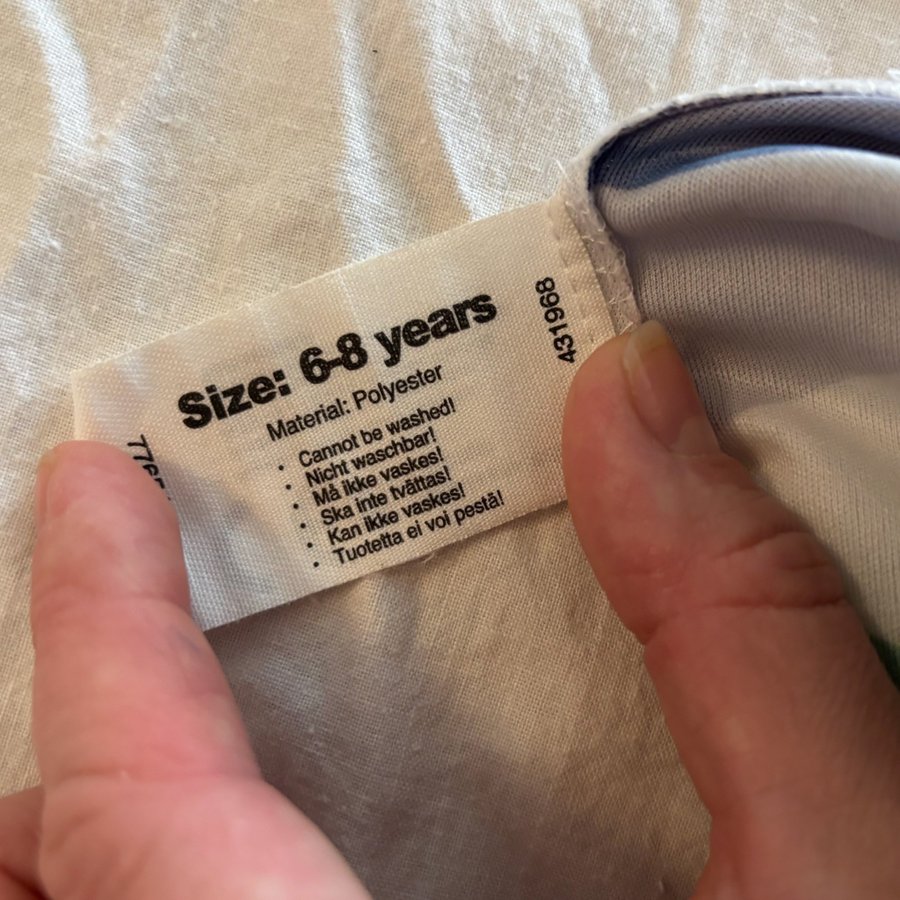 Size: 6-8 years
Material: Polyester
• Cannot be washed!
• Nicht waschbar!
• Må ikke vaskes!
• Ska inte tvättas!
• Kan ikke vaskes!
• Tuotetta ei voi pestä!
431968